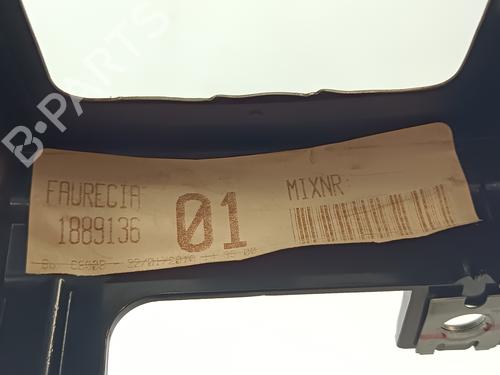 B-PARTS
FAURECIA
1889136
01
MIXNR: